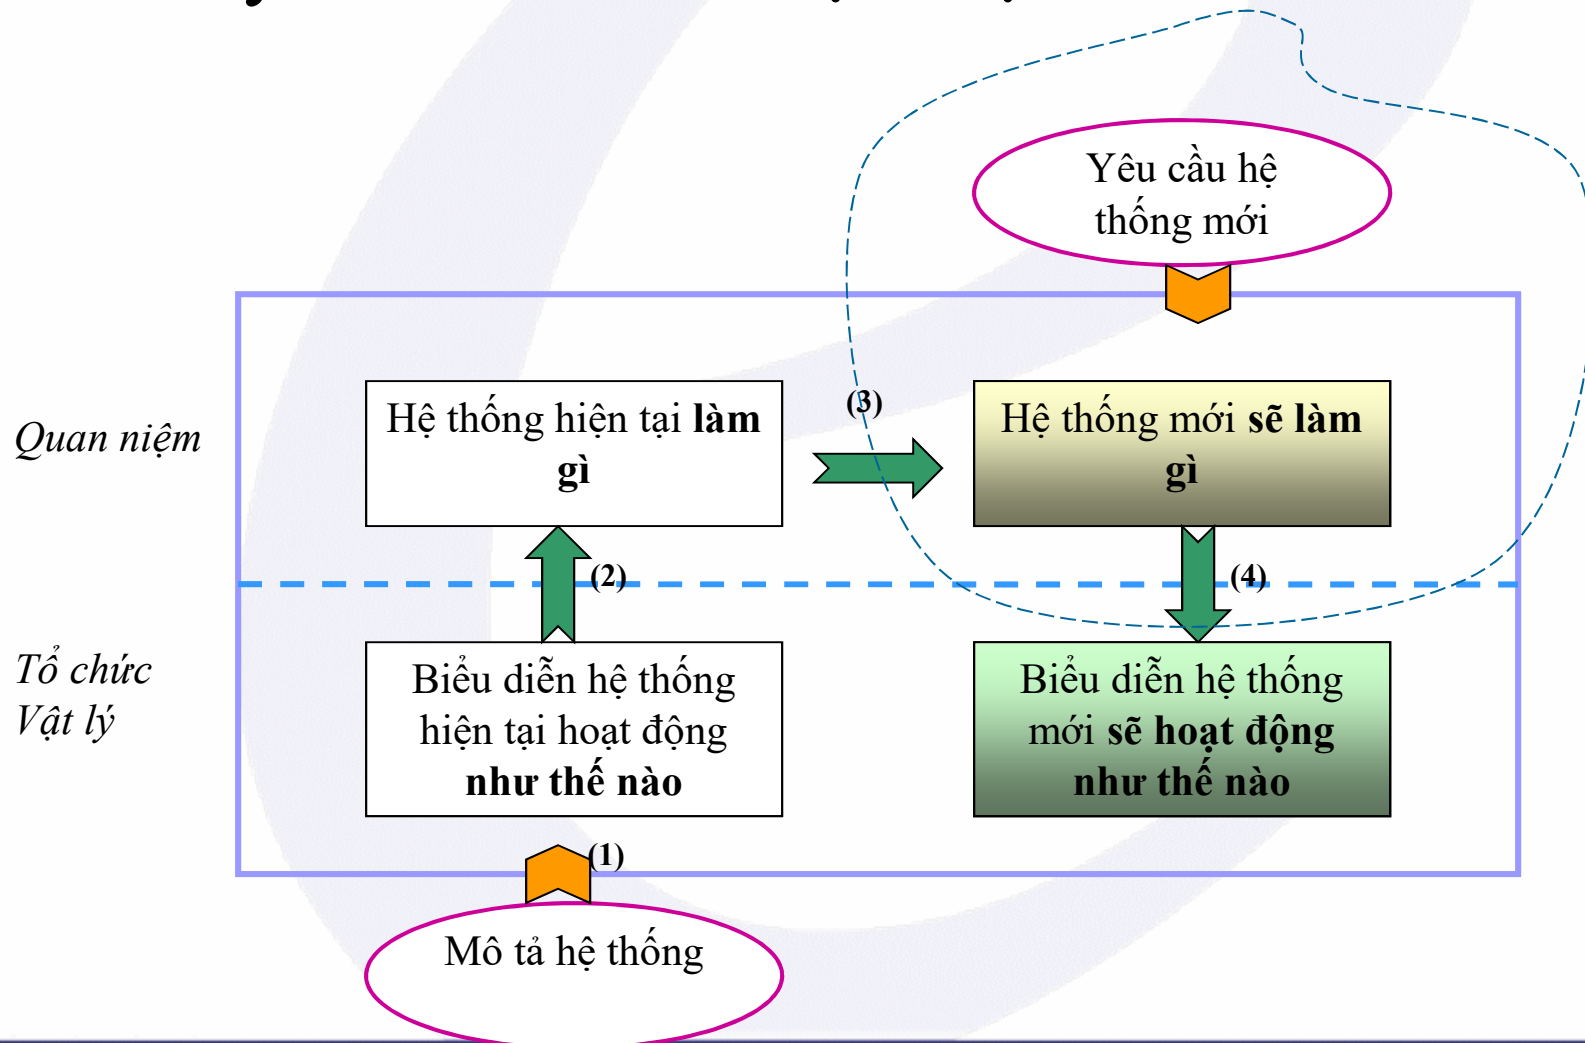 Yêu cầu hệ
thống mới
Quan niệm
Hệ thống hiện tại làm
gì
(3)
Hệ thống mới sẽ làm
gì
(2)
(4)
Tổ chức
Vật lý
Biểu diễn hệ thống
hiện tại hoạt động
như thế nào
Biểu diễn hệ thống
mới sẽ hoạt động
như thế nào
(1)
Mô tả hệ thống